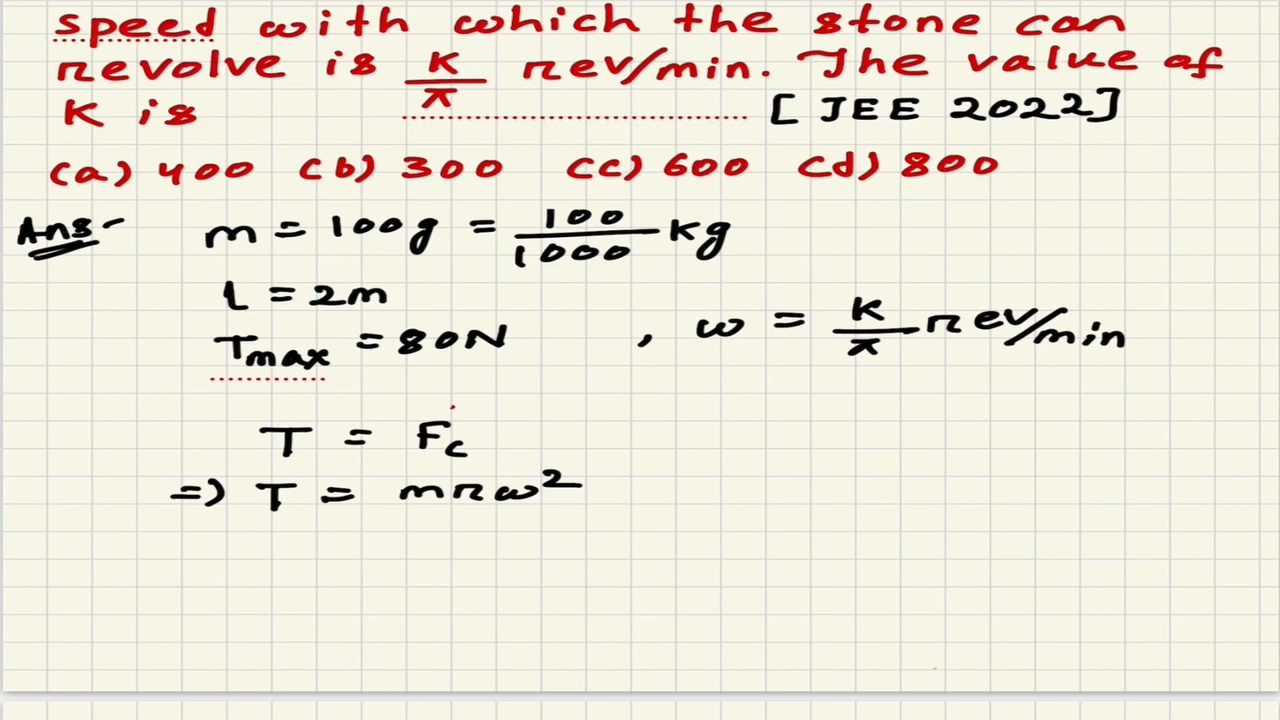 speed with which the stone can
revolve is K/π rev/min. The value of
K is [ JEE 2022]
(a) 400 (b) 300 (c) 600 (d) 800
Ans- m = 100g = 100/1000 kg
L = 2m
Tmax = 80N , ω = K/π rev/min
T = Fc
=) T = mrω²